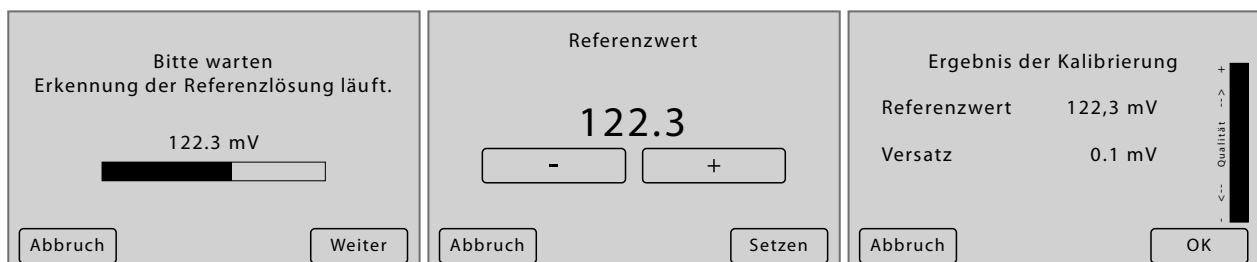 Bitte warten
Erkennung der Referenzlösung läuft.
122.3 mV
Abbruch
Weiter
Referenzwert
122.3
-
+
Abbruch
Setzen
Ergebnis der Kalibrierung
Referenzwert 122,3 mV
Versatz 0.1 mV
- <-- Qualität --> +
Abbruch
OK